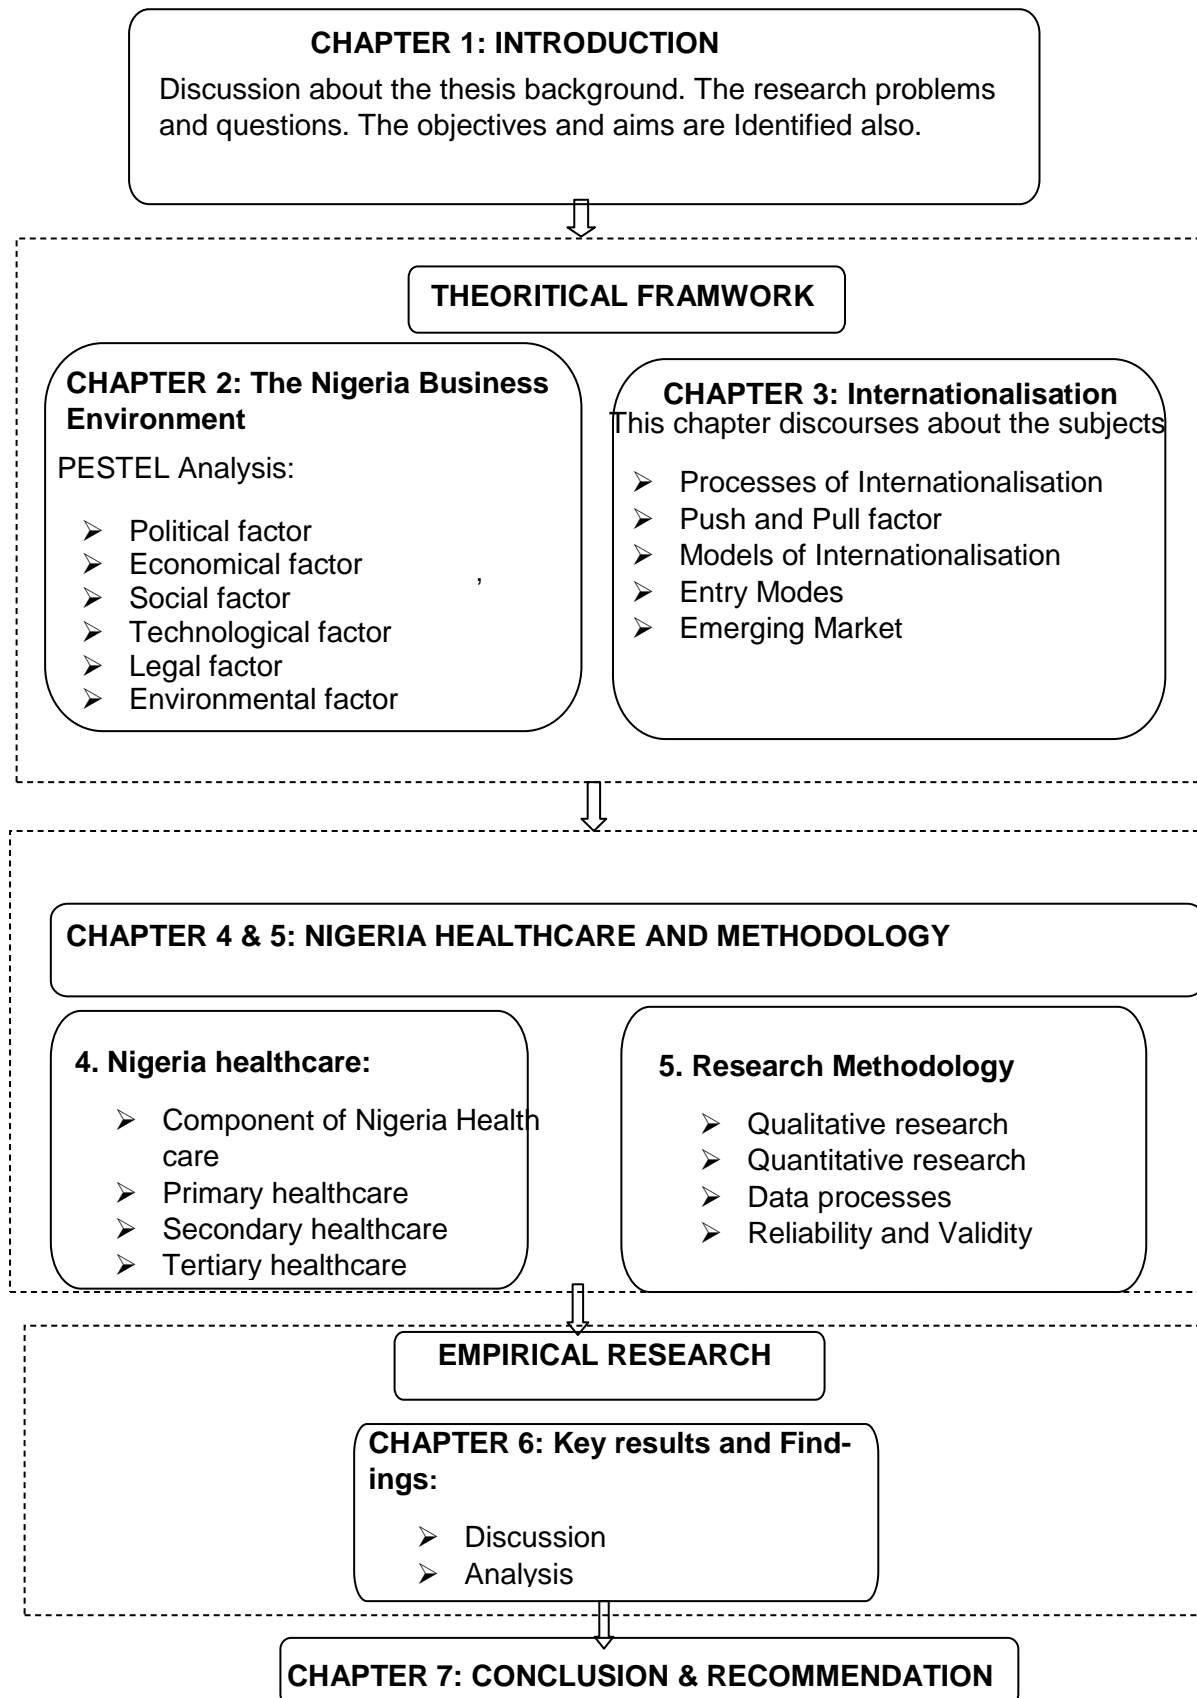 CHAPTER 1: INTRODUCTION
Discussion about the thesis background. The research problems
and questions. The objectives and aims are Identified also.
THEORITICAL FRAMWORK
CHAPTER 2: The Nigeria Business
Environment
PESTEL Analysis:
➢ Political factor
➢ Economical factor
,
➢ Social factor
➢ Technological factor
➢ Legal factor
➢ Environmental factor
CHAPTER 3: Internationalisation
This chapter discourses about the subjects
➢ Processes of Internationalisation
➢ Push and Pull factor
➢ Models of Internationalisation
➢ Entry Modes
➢ Emerging Market
CHAPTER 4 & 5: NIGERIA HEALTHCARE AND METHODOLOGY
4. Nigeria healthcare:
➢ Component of Nigeria Health
care
➢ Primary healthcare
➢ Secondary healthcare
➢ Tertiary healthcare
5. Research Methodology
➢ Qualitative research
➢ Quantitative research
➢ Data processes
➢ Reliability and Validity
EMPIRICAL RESEARCH
CHAPTER 6: Key results and Find-
ings:
➢ Discussion
➢ Analysis
CHAPTER 7: CONCLUSION & RECOMMENDATION